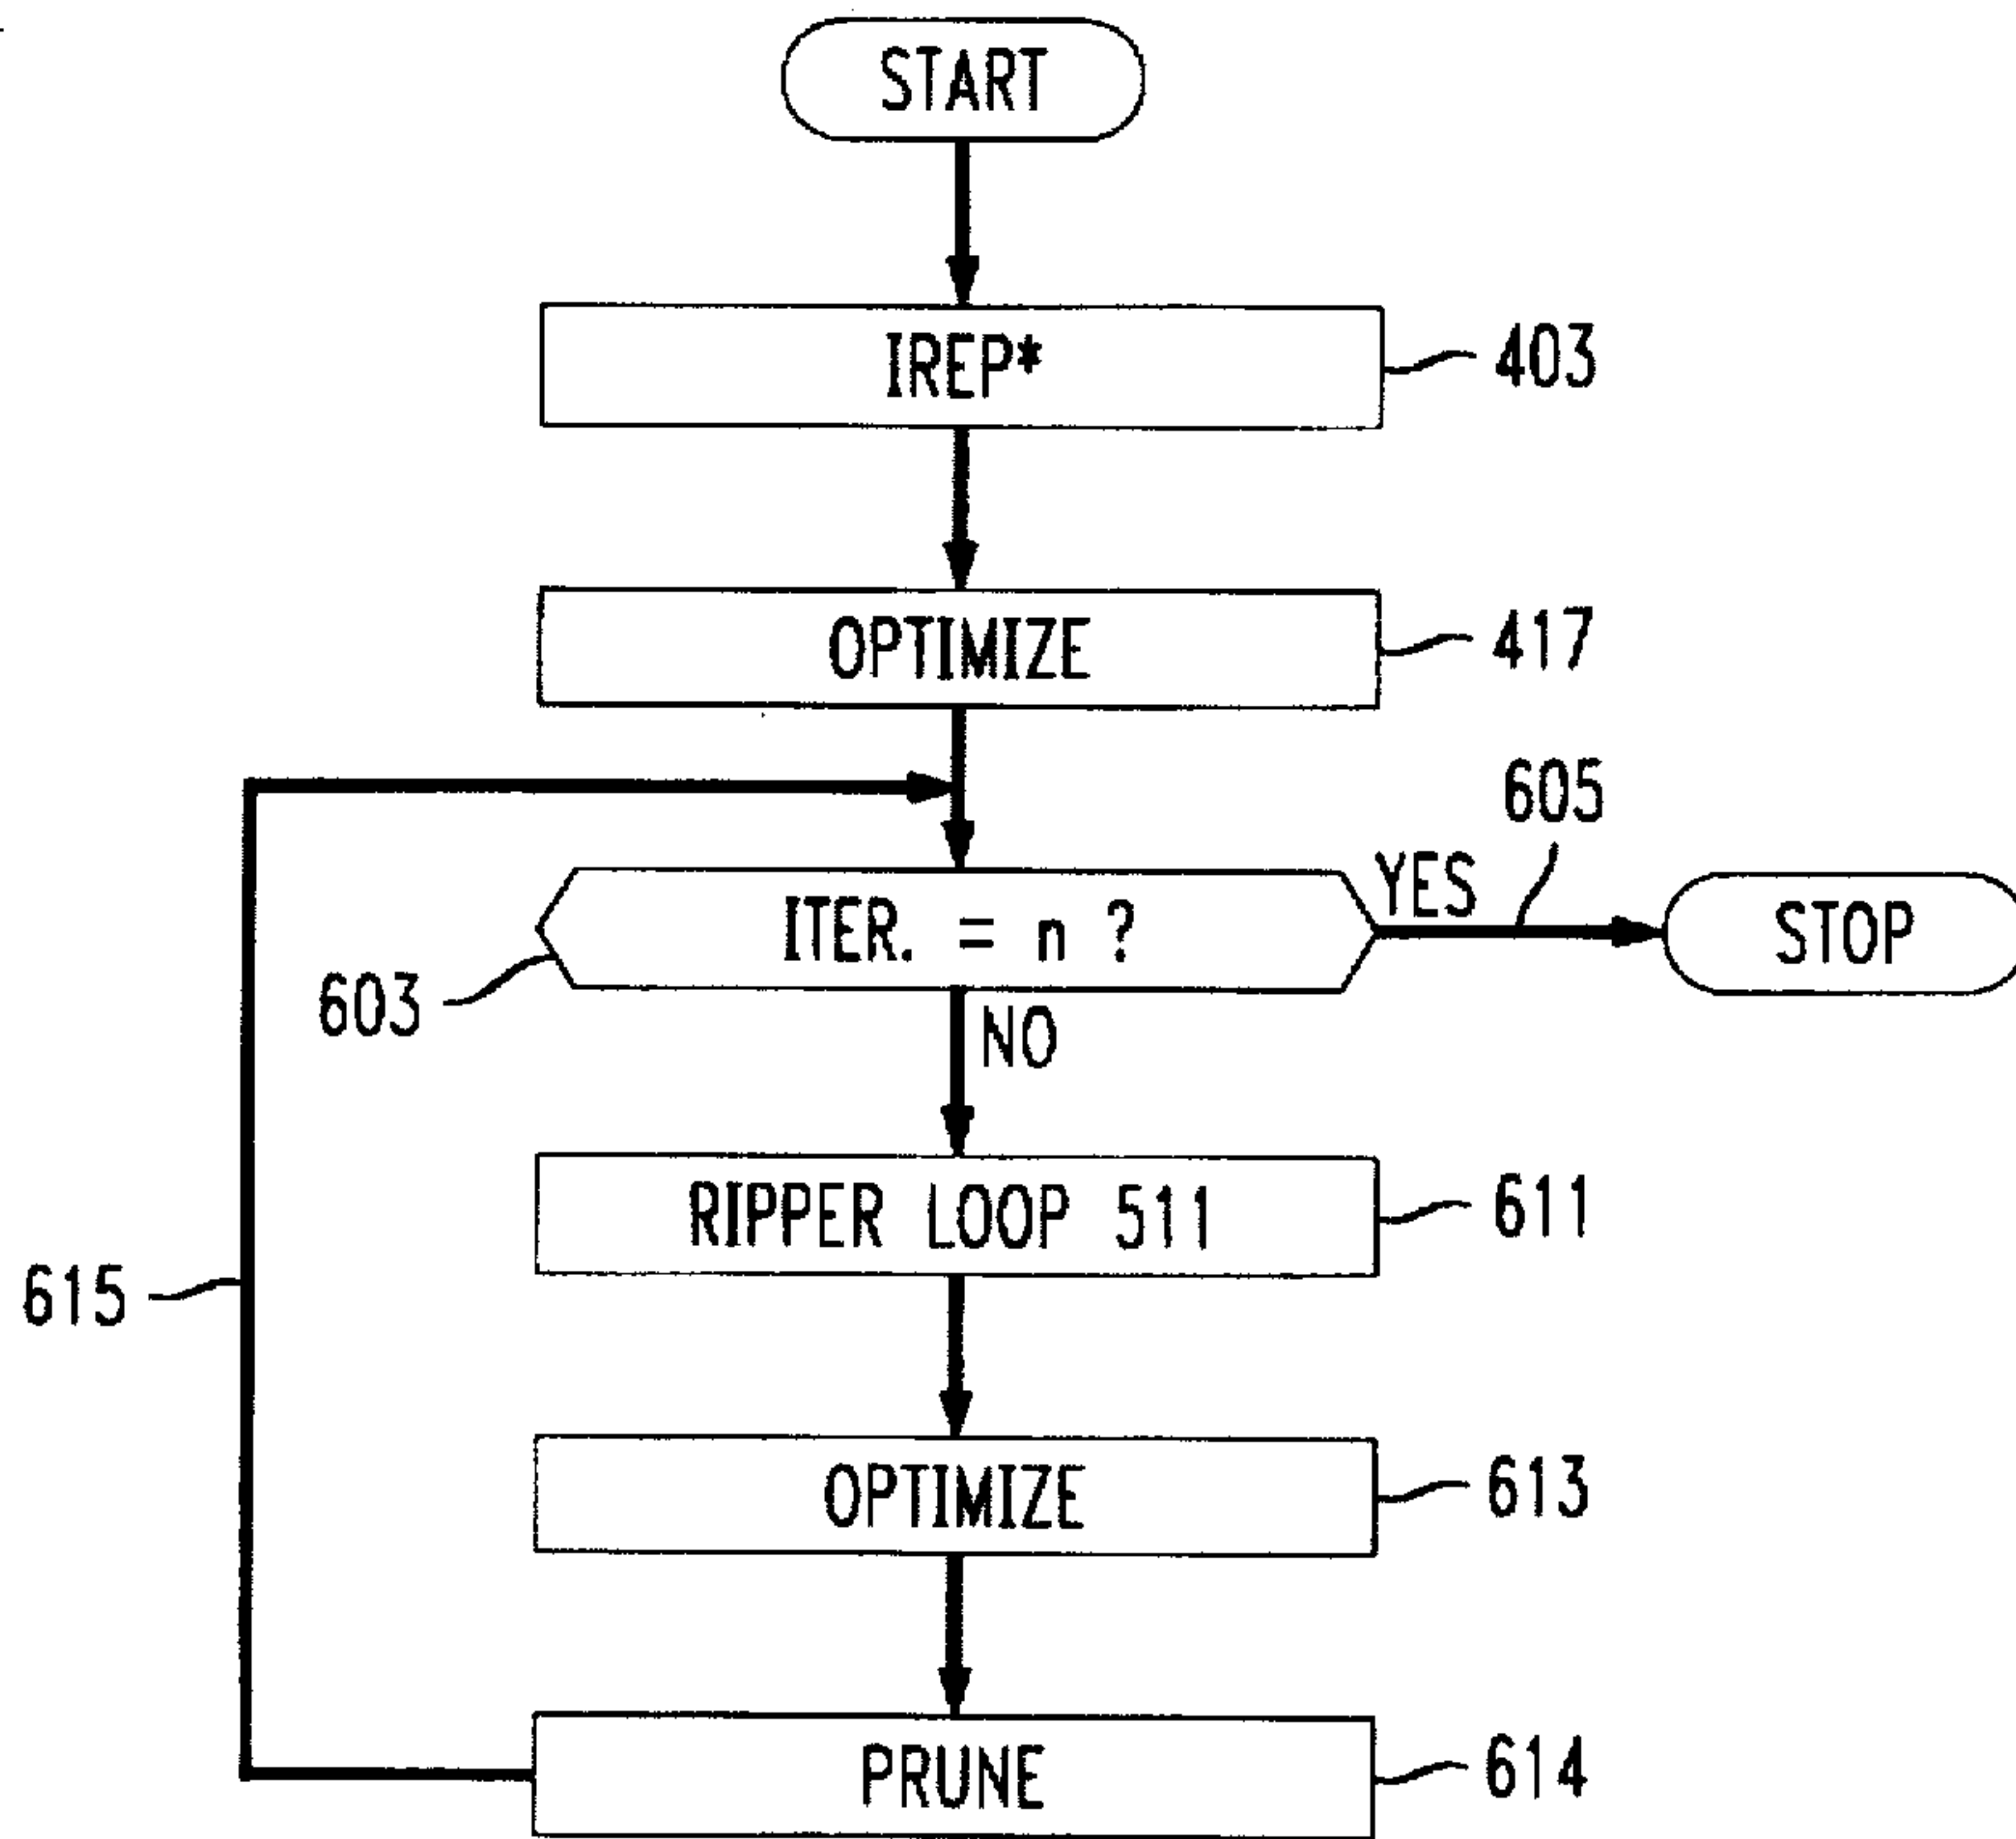 START
IREP*
403
OPTIMIZE
417
605
YES
ITER. = n ?
STOP
603
NO
RIPPER LOOP 511
611
615
OPTIMIZE
613
PRUNE
614